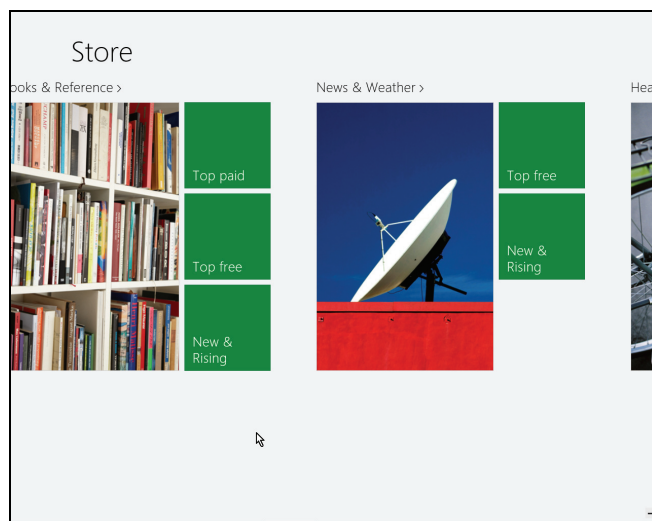 Store
ooks & Reference ›
News & Weather ›
Hea
Top paid
Top free
Top free
New &
Rising
New &
Rising